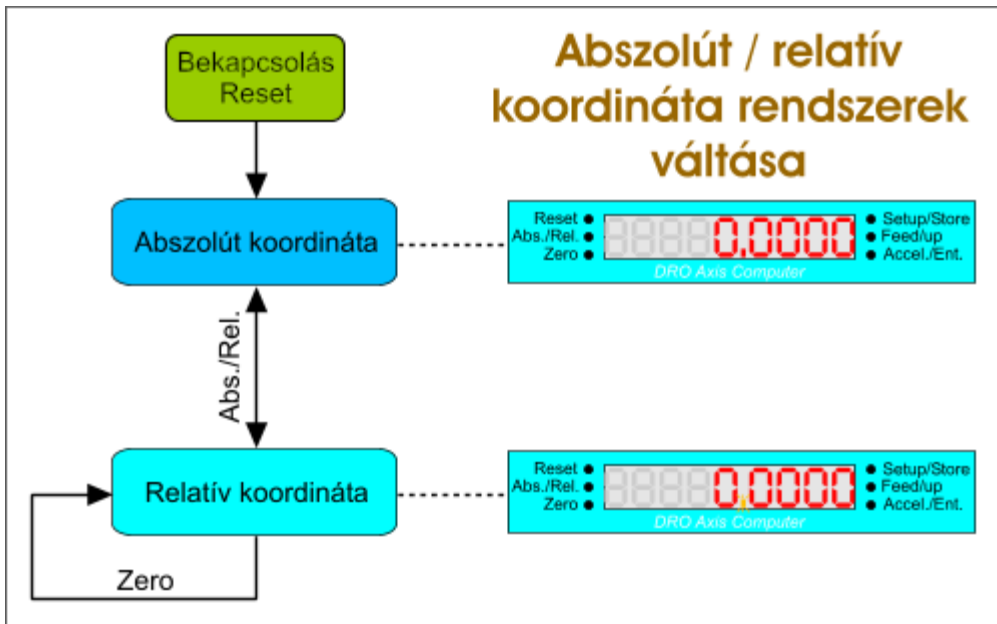 Bekapcsolás
Reset
Abszolút / relatív
koordináta rendszerek
váltása
Abszolút koordináta
Reset
Abs./Rel.
Zero
0.0000
Setup/Store
Feed/up
Accel./Ent.
DRO Axis Computer
Abs./Rel.
Relatív koordináta
Reset
Abs./Rel.
Zero
0.0000
Setup/Store
Feed/up
Accel./Ent.
DRO Axis Computer
Zero